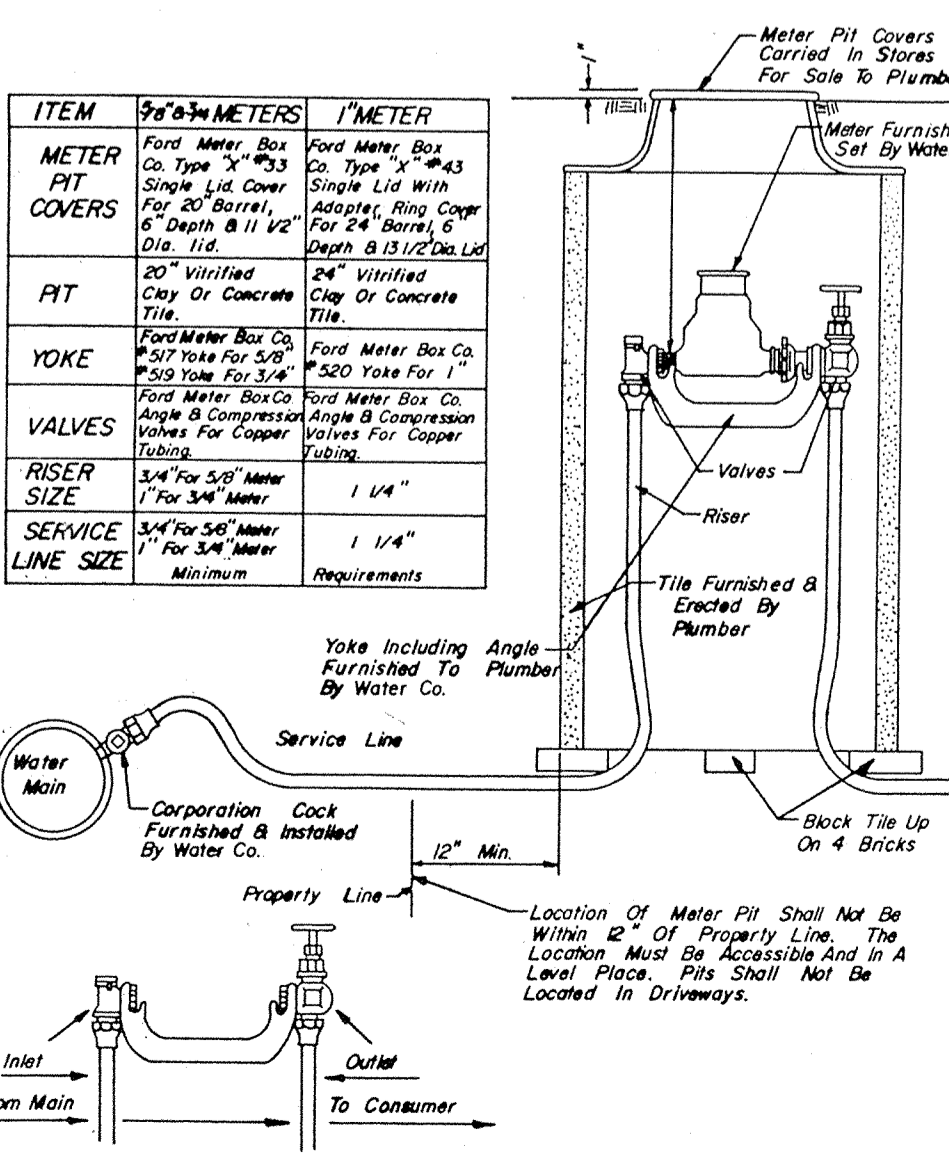 Meter Pit Covers
Carried In Stores
For Sale To
1"
ITEM 5/8" & 3/4 METERS 1" METER
METER PIT COVERS
Ford Meter Box
Co. Type "X" #33
Single Lid. Cover
For 20" Barrel,
6" Depth & 11 1/2"
Dia. lid.
Ford Meter Box
Co. Type "X" #43
Single Lid With
Adapter, Ring Cover
For 24" Barrel, 6"
Depth & 13 1/2" Dia. Lid
PIT
20" Vitrified
Clay Or Concrete
Tile.
24" Vitrified
Clay Or Concrete
Tile.
YOKE
Ford Meter Box Co.
#517 Yoke For 5/8"
#519 Yoke For 3/4"
Ford Meter Box Co.
#520 Yoke For 1"
VALVES
Ford Meter Box Co.
Angle & Compression
Valves For Copper
Tubing.
Ford Meter Box Co.
Angle & Compression
Valves For Copper
Tubing.
RISER
SIZE
3/4" For 5/8" Meter
1" For 3/4" Meter
1 1/4"
SERVICE
LINE SIZE
3/4" For 5/8" Meter
1" For 3/4" Meter
Minimum
1 1/4"
Requirements
Meter
Set By
Valves
Riser
Tile Furnished &
Erected By
Plumber
Yoke Including Angle
Furnished To Plumber
By Water Co.
Service Line
Water
Main
Corporation Cock
Furnished & Installed
By Water Co.
Block Tile Up
On 4 Bricks
12" Min.
Property Line
Location Of Meter Pit Shall Not Be
Within 12" Of Property Line. The
Location Must Be Accessible And In A
Level Place. Pits Shall Not Be
Located In Driveways.
Inlet
Outlet
Main
To Consumer